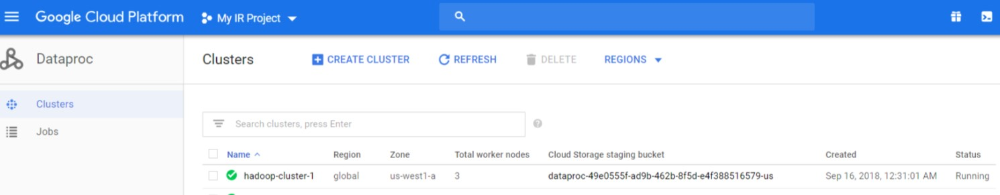 Google Cloud Platform My IR Project
Dataproc Clusters CREATE CLUSTER REFRESH DELETE REGIONS
Clusters
Jobs
Search clusters, press Enter
Name Region Zone Total worker nodes Cloud Storage staging bucket Created Status
hadoop-cluster-1 global us-west1-a 3 dataproc-49e0555f-ad9b-462b-8f5d-e4f388516579-us Sep 16, 2018, 12:31:01 AM Running